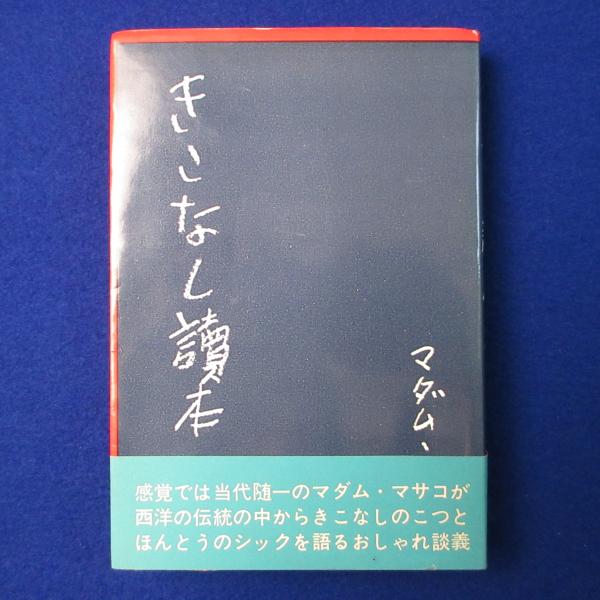 きこなし讀本
マダム、
感覚では当代随一のマダム・マサコが
西洋の伝統の中からきこなしのこつと
ほんとうのシックを語るおしゃれ談義